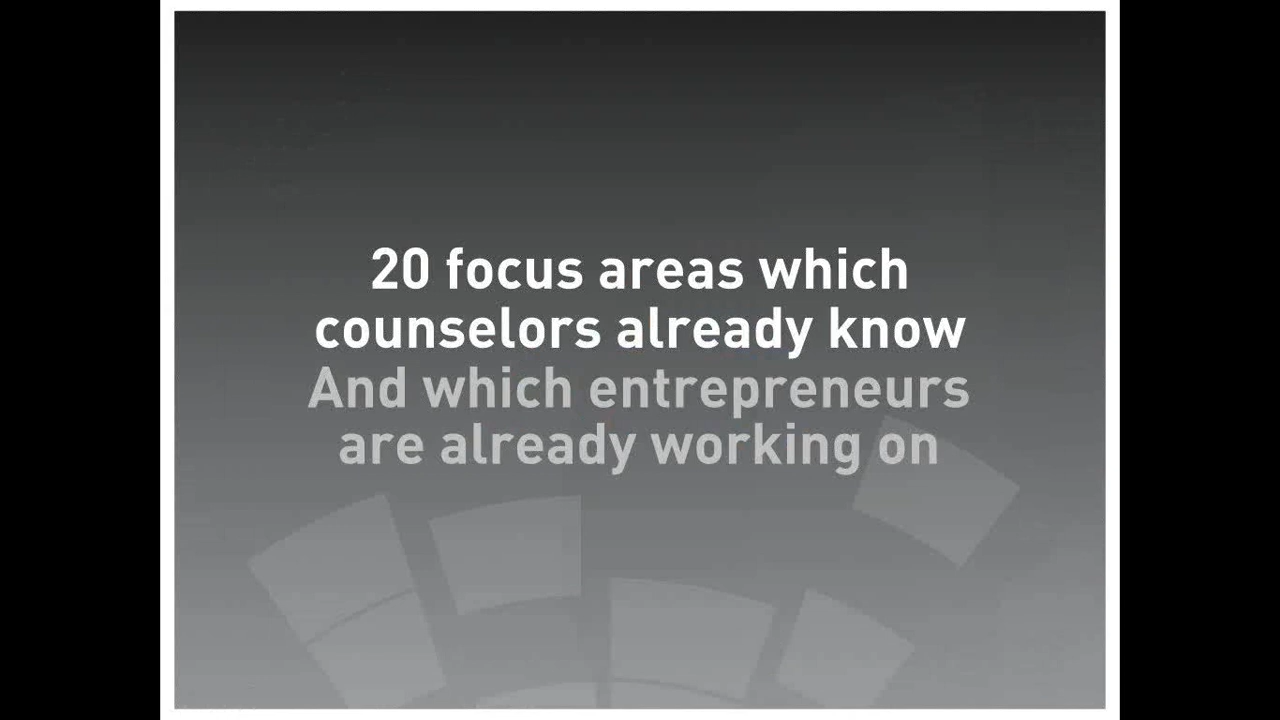 20 focus areas which
counselors already know
And which entrepreneurs
are already working on